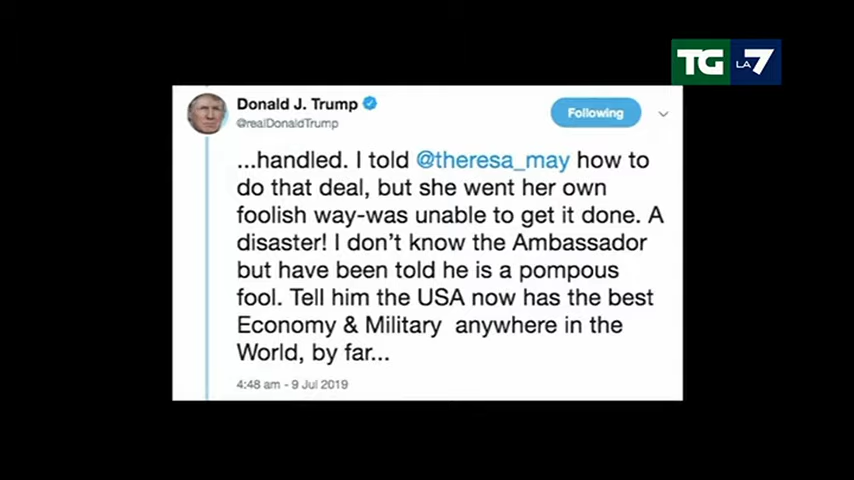 TG LA 7
Donald J. Trump
@realDonaldTrump
Following
...handled. I told @theresa_may how to
do that deal, but she went her own
foolish way-was unable to get it done. A
disaster! I don't know the Ambassador
but have been told he is a pompous
fool. Tell him the USA now has the best
Economy & Military  anywhere in the
World, by far...
4:48 am - 9 Jul 2019